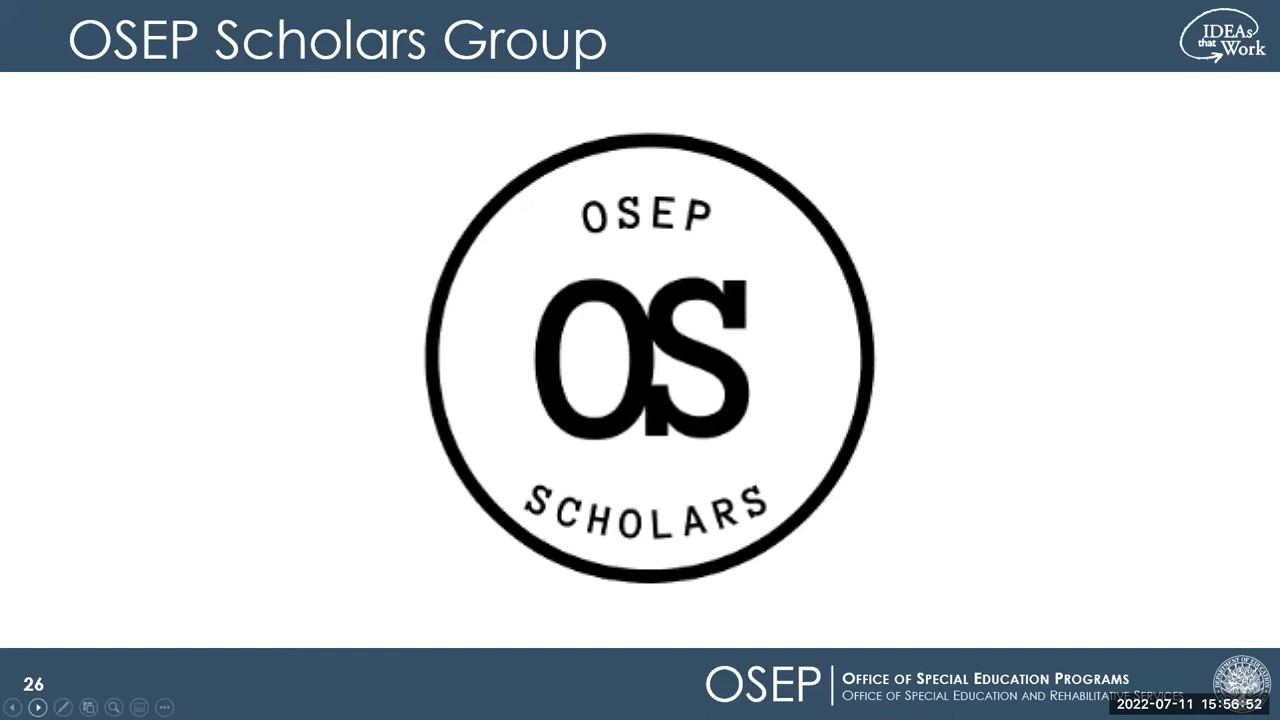 OSEP Scholars Group
IDEAs
that Work
OSEP
OS
SCHOLARS
26
OSEP
Office of Special Education Programs
Office of Special Education and Rehabilitative Services
2022-07-11 15:56:52